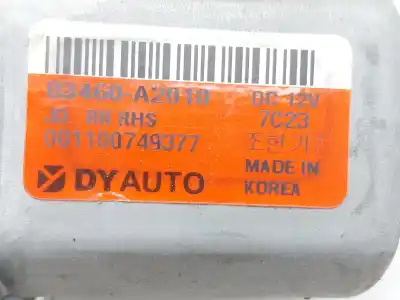 83460-A2010 DC 12V
JD RR RHS 7C23
001100749377
DYAUTO MADE IN
KOREA